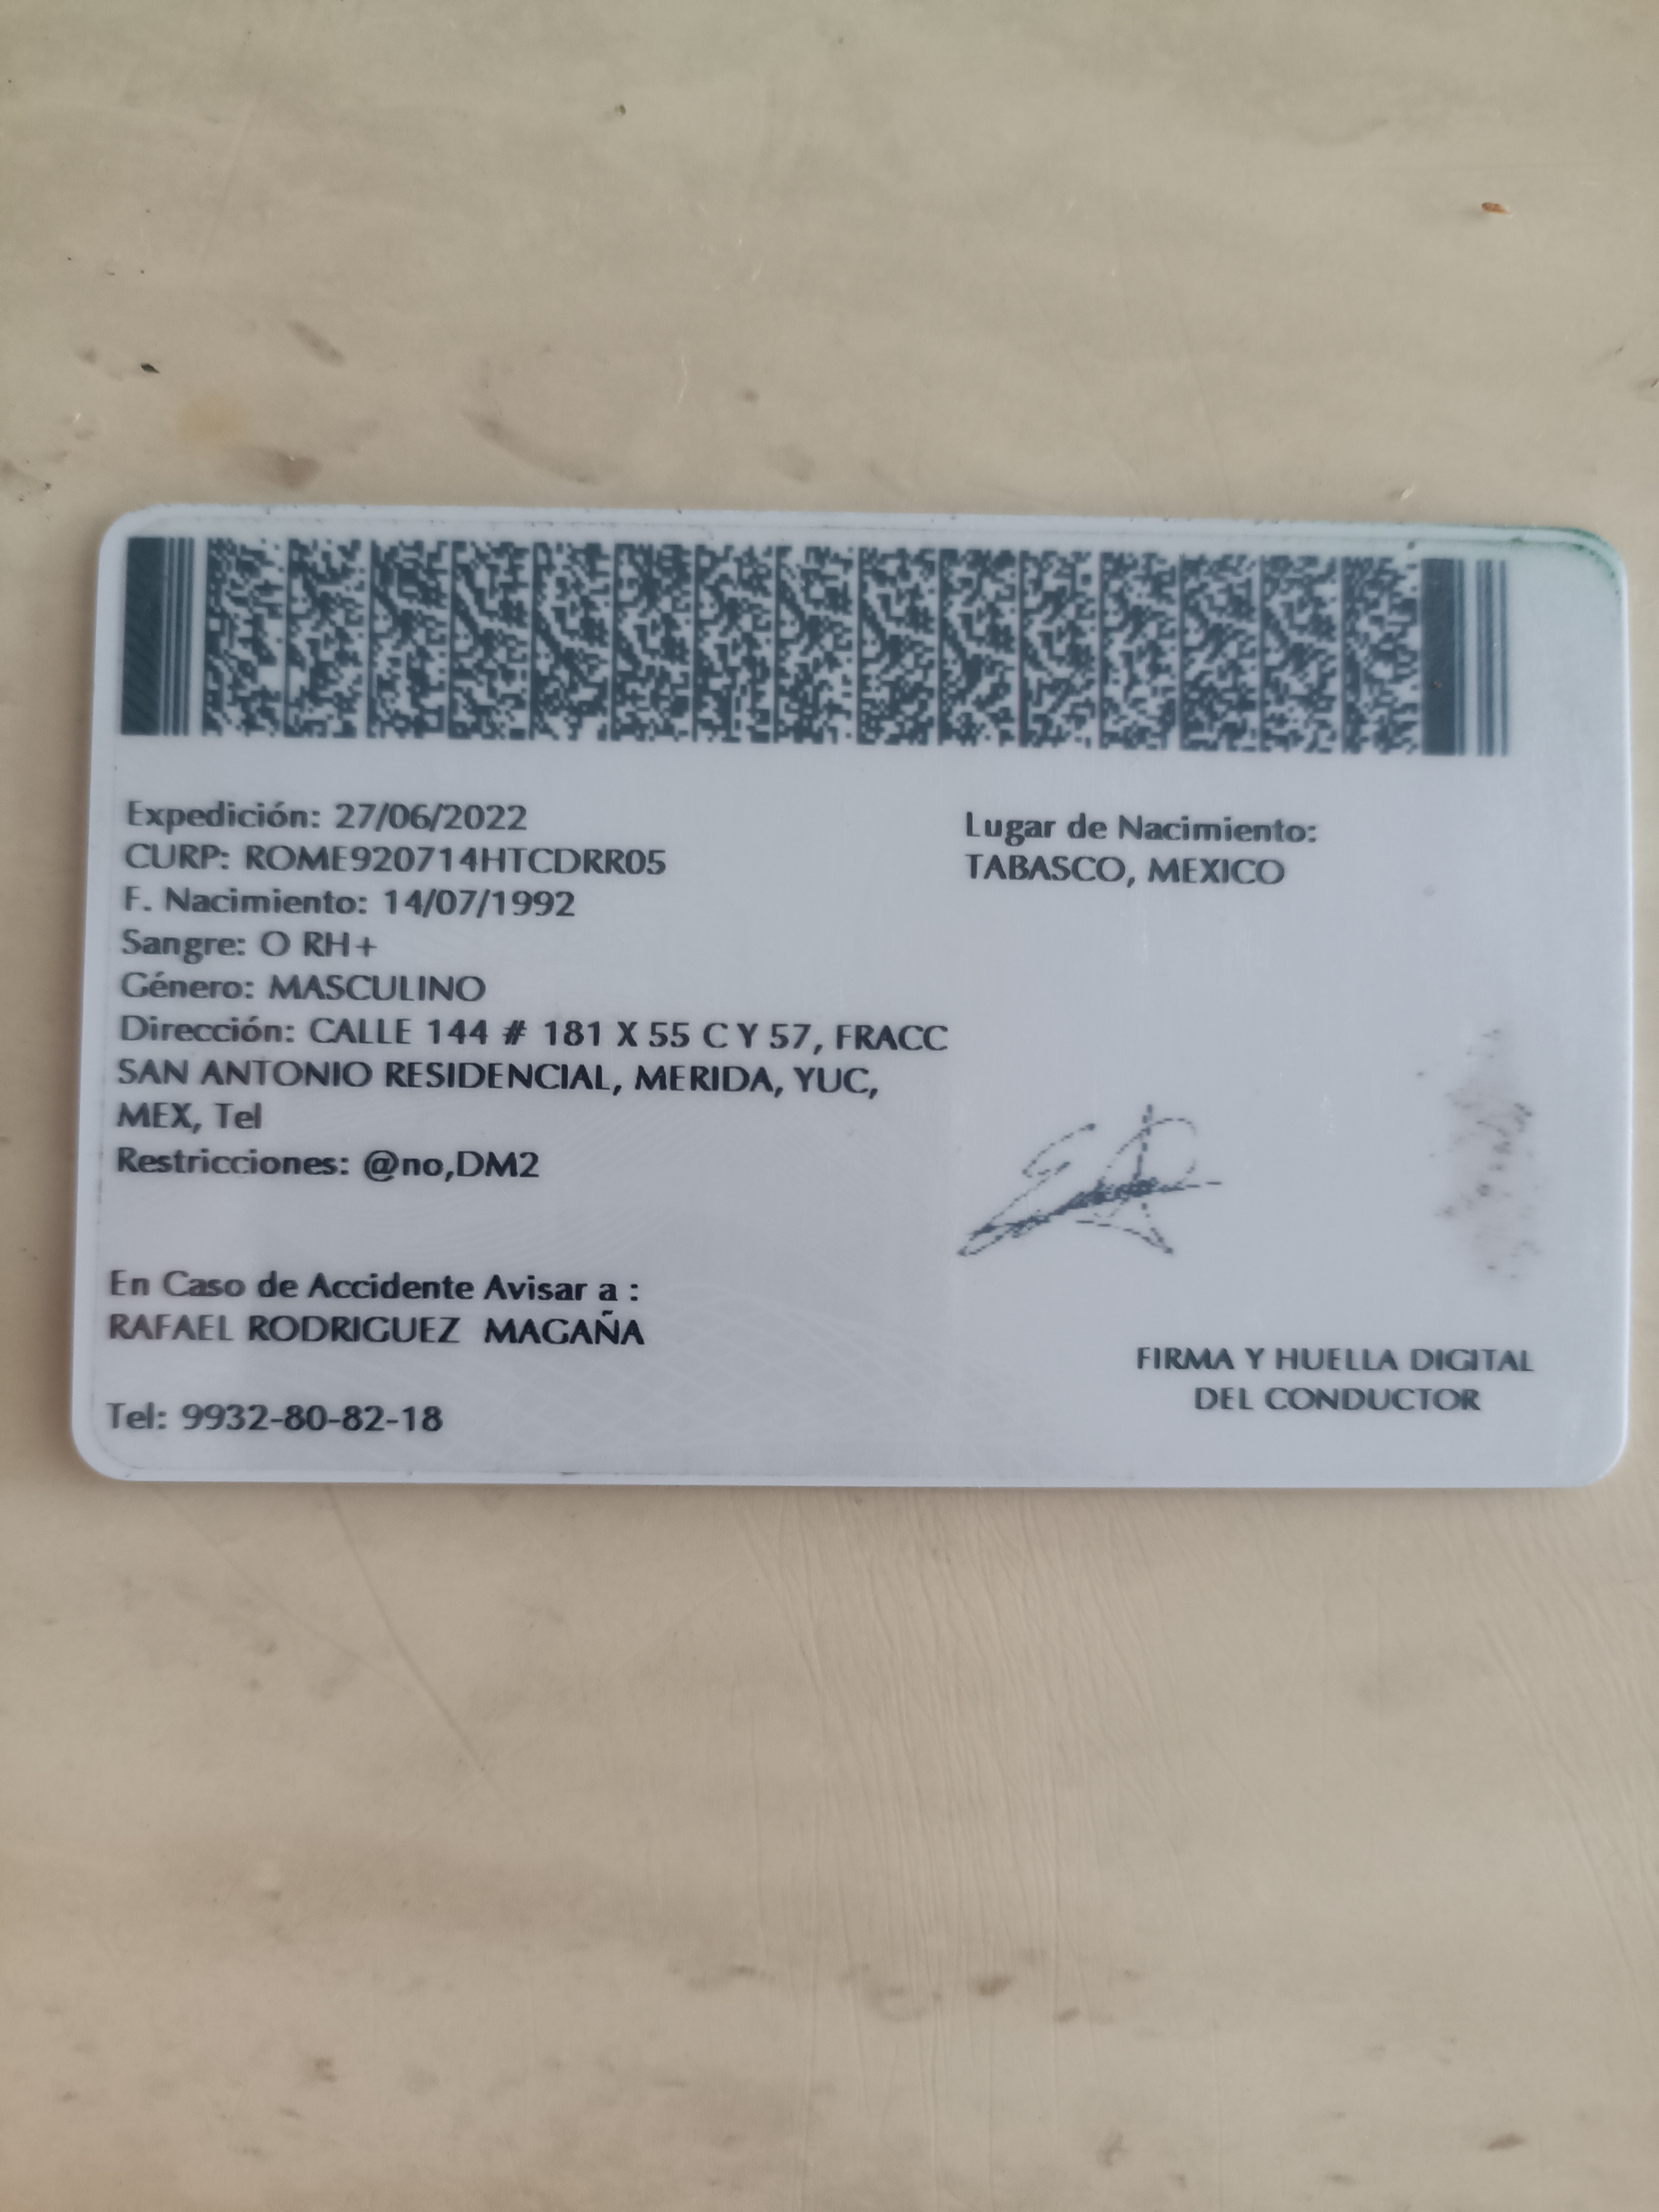 Expedición: 27/06/2022
CURP: ROME920714HTCDRR05
F. Nacimiento: 14/07/1992
Sangre: O RH+
Género: MASCULINO
Dirección: CALLE 144 # 181 X 55 C Y 57, FRACC
SAN ANTONIO RESIDENCIAL, MERIDA, YUC,
MEX, Tel
Restricciones: @no,DM2
En Caso de Accidente Avisar a :
RAFAEL RODRIGUEZ MAGAÑA
Tel: 9932-80-82-18
Lugar de Nacimiento:
TABASCO, MEXICO
FIRMA Y HUELLA DIGITAL
DEL CONDUCTOR